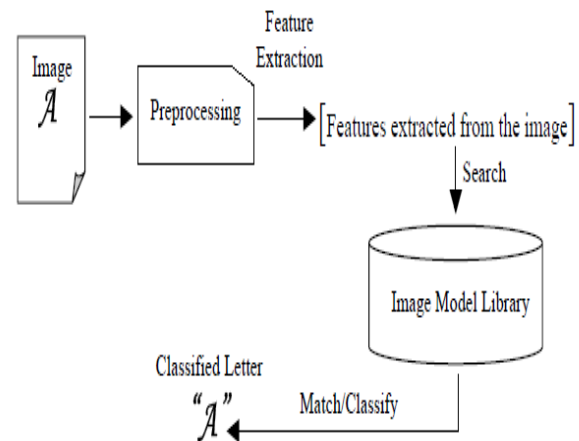 Image
𝒜
Preprocessing
Feature
Extraction
[Features extracted from the image]
Search
Image Model Library
Match/Classify
Classified Letter
“𝒜”